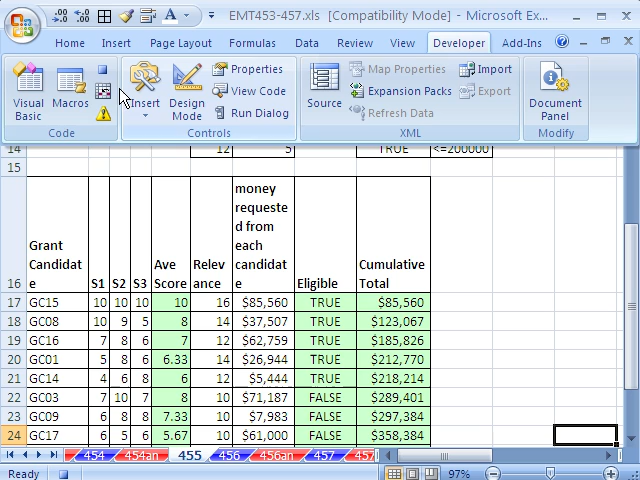 EMT453-457.xls [Compatibility Mode] - Microsoft Ex...
Home Insert Page Layout Formulas Data Review View Developer Add-Ins
Visual Basic Macros Insert Design Mode Properties View Code Run Dialog Source Map Properties Expansion Packs Refresh Data Import Export Document Panel
Code Controls XML Modify
14 12 5 TRUE <=200000
15
16 Grant Candidate S1 S2 S3 Ave Score Relevance money requested from each candidate Eligible Cumulative Total
17 GC15 10 10 10 10 16 $85,560 TRUE $85,560
18 GC08 10 9 5 8 14 $37,507 TRUE $123,067
19 GC16 7 8 6 7 12 $62,759 TRUE $185,826
20 GC01 5 8 6 6.33 14 $26,944 TRUE $212,770
21 GC14 4 6 8 6 12 $5,444 TRUE $218,214
22 GC03 7 10 7 8 10 $71,187 FALSE $289,401
23 GC09 6 8 8 7.33 10 $7,983 FALSE $297,384
24 GC17 6 5 6 5.67 10 $61,000 FALSE $358,384
454 454an 455 456 456an 457 457
Ready 97%